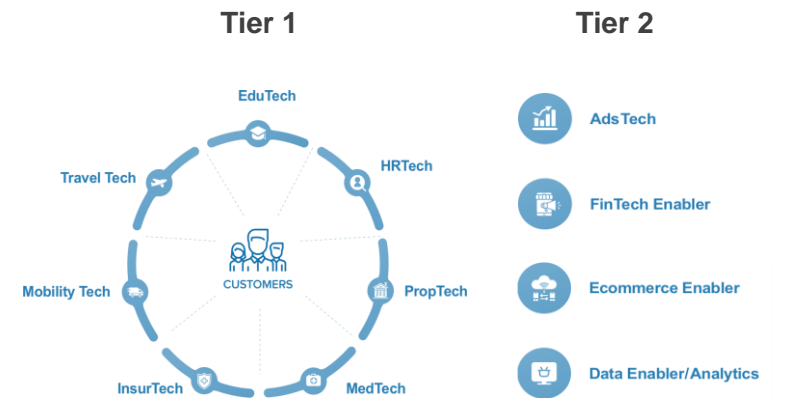 Tier 1
Tier 2
EduTech
HRTech
PropTech
MedTech
InsurTech
Mobility Tech
Travel Tech
CUSTOMERS
AdsTech
FinTech Enabler
Ecommerce Enabler
Data Enabler/Analytics